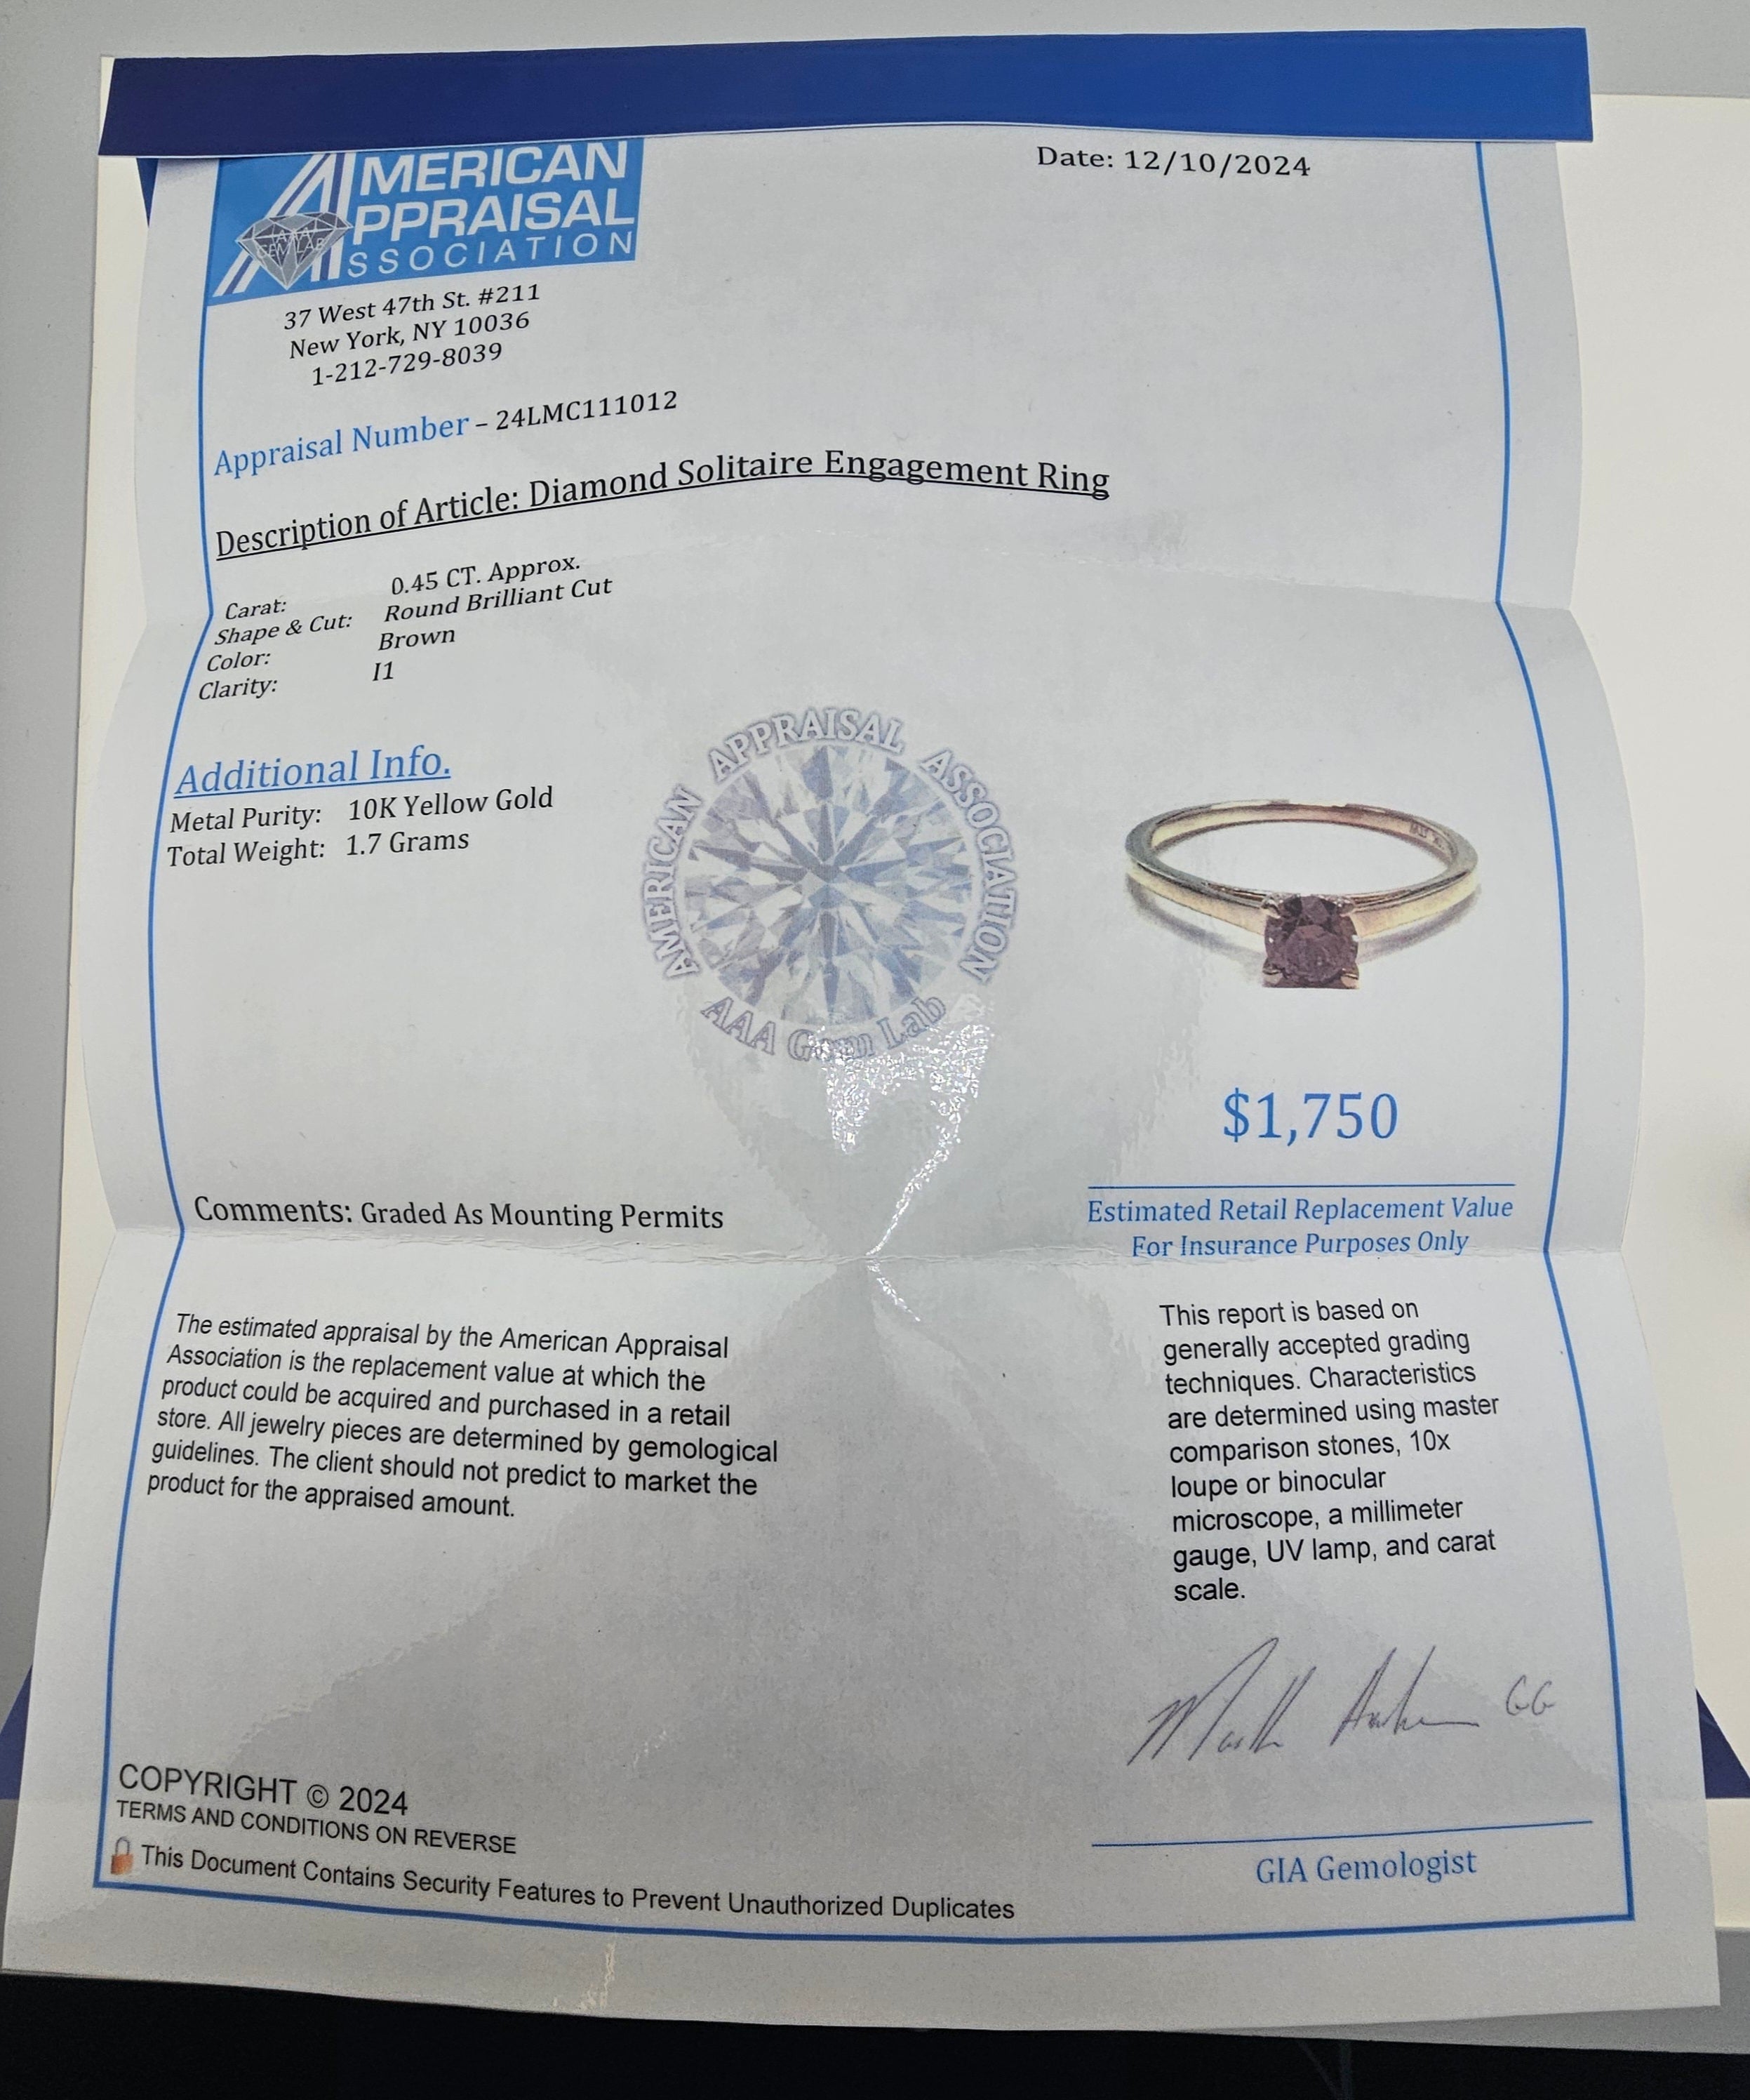 AMERICAN
APPRAISAL
ASSOCIATION
AAA
GEM LAB
Date: 12/10/2024
37 West 47th St. #211
New York, NY 10036
1-212-729-8039
Appraisal Number – 24LMC111012
Description of Article: Diamond Solitaire Engagement Ring
Carat: 0.45 CT. Approx.
Shape & Cut: Round Brilliant Cut
Color: Brown
Clarity: I1
Additional Info.
Metal Purity: 10K Yellow Gold
Total Weight: 1.7 Grams
AMERICAN APPRAISAL ASSOCIATION
AAA Gem Lab
$1,750
Estimated Retail Replacement Value
For Insurance Purposes Only
Comments: Graded As Mounting Permits
The estimated appraisal by the American Appraisal
Association is the replacement value at which the
product could be acquired and purchased in a retail
store. All jewelry pieces are determined by gemological
guidelines. The client should not predict to market the
product for the appraised amount.
This report is based on
generally accepted grading
techniques. Characteristics
are determined using master
comparison stones, 10x
loupe or binocular
microscope, a millimeter
gauge, UV lamp, and carat
scale.
GG
GIA Gemologist
COPYRIGHT © 2024
TERMS AND CONDITIONS ON REVERSE
This Document Contains Security Features to Prevent Unauthorized Duplicates